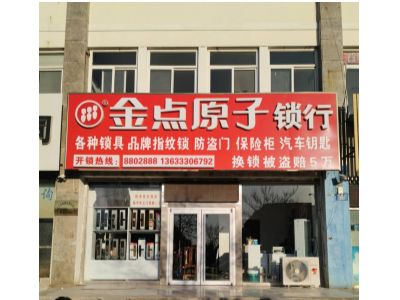 金点原子锁行
各种锁具 品牌指纹锁 防盗门 保险柜 汽车钥匙
开锁热线: 8802888 13633306792 换锁被盗赔5万